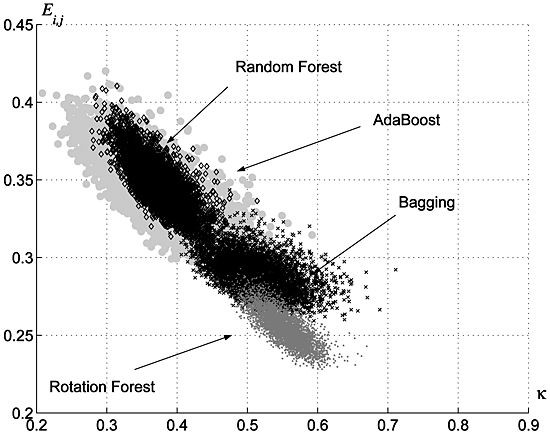 E i,j
0.45
Random Forest
0.4
AdaBoost
0.35
Bagging
0.3
0.25
Rotation Forest
κ
0.2
0.2 0.3 0.4 0.5 0.6 0.7 0.8 0.9